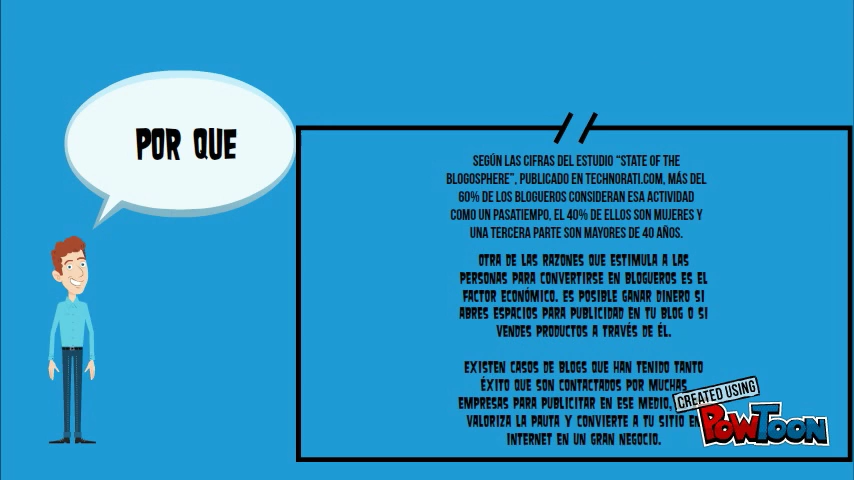 POR QUE
SEGÚN LAS CIFRAS DEL ESTUDIO “STATE OF THE
BLOGOSPHERE”, PUBLICADO EN TECHNORATI.COM, MÁS DEL
60% DE LOS BLOGUEROS CONSIDERAN ESA ACTIVIDAD
COMO UN PASATIEMPO, EL 40% DE ELLOS SON MUJERES Y
UNA TERCERA PARTE SON MAYORES DE 40 AÑOS.
OTRA DE LAS RAZONES QUE ESTIMULA A LAS
PERSONAS PARA CONVERTIRSE EN BLOGUEROS ES EL
FACTOR ECONÓMICO. ES POSIBLE GANAR DINERO SI
ABRES ESPACIOS PARA PUBLICIDAD EN TU BLOG O SI
VENDES PRODUCTOS A TRAVÉS DE ÉL.
EXISTEN CASOS DE BLOGS QUE HAN TENIDO TANTO
ÉXITO QUE SON CONTACTADOS POR MUCHAS
EMPRESAS PARA PUBLICITAR EN ESE MEDIO,
VALORIZA LA PAUTA Y CONVIERTE A TU SITIO EN
INTERNET EN UN GRAN NEGOCIO.
CREATED USING
POWTOON